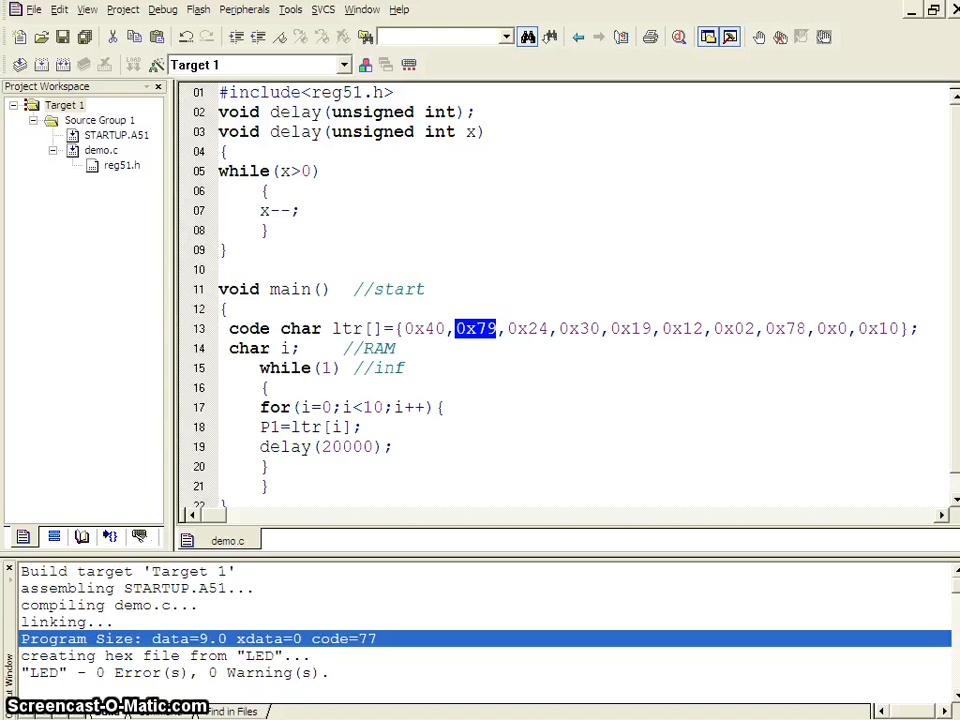 File Edit View Project Debug Flash Peripherals Tools SVCS Window Help
Target 1
Project Workspace
Target 1
Source Group 1
STARTUP.A51
demo.c
reg51.h
01 #include<reg51.h>
02 void delay(unsigned int);
03 void delay(unsigned int x)
04 {
05 while(x>0)
06 {
07 x--;
08 }
09 }
10
11 void main() //start
12 {
13 code char ltr[]={0x40,0x79,0x24,0x30,0x19,0x12,0x02,0x78,0x0,0x10};
14 char i; //RAM
15 while(1) //inf
16 {
17 for(i=0;i<10;i++){
18 P1=ltr[i];
19 delay(20000);
20 }
21 }
22 }
demo.c
Build target 'Target 1'
assembling STARTUP.A51...
compiling demo.c...
linking...
Program Size: data=9.0 xdata=0 code=77
creating hex file from "LED"...
"LED" - 0 Error(s), 0 Warning(s).
Find in Files
Screencast-O-Matic.com